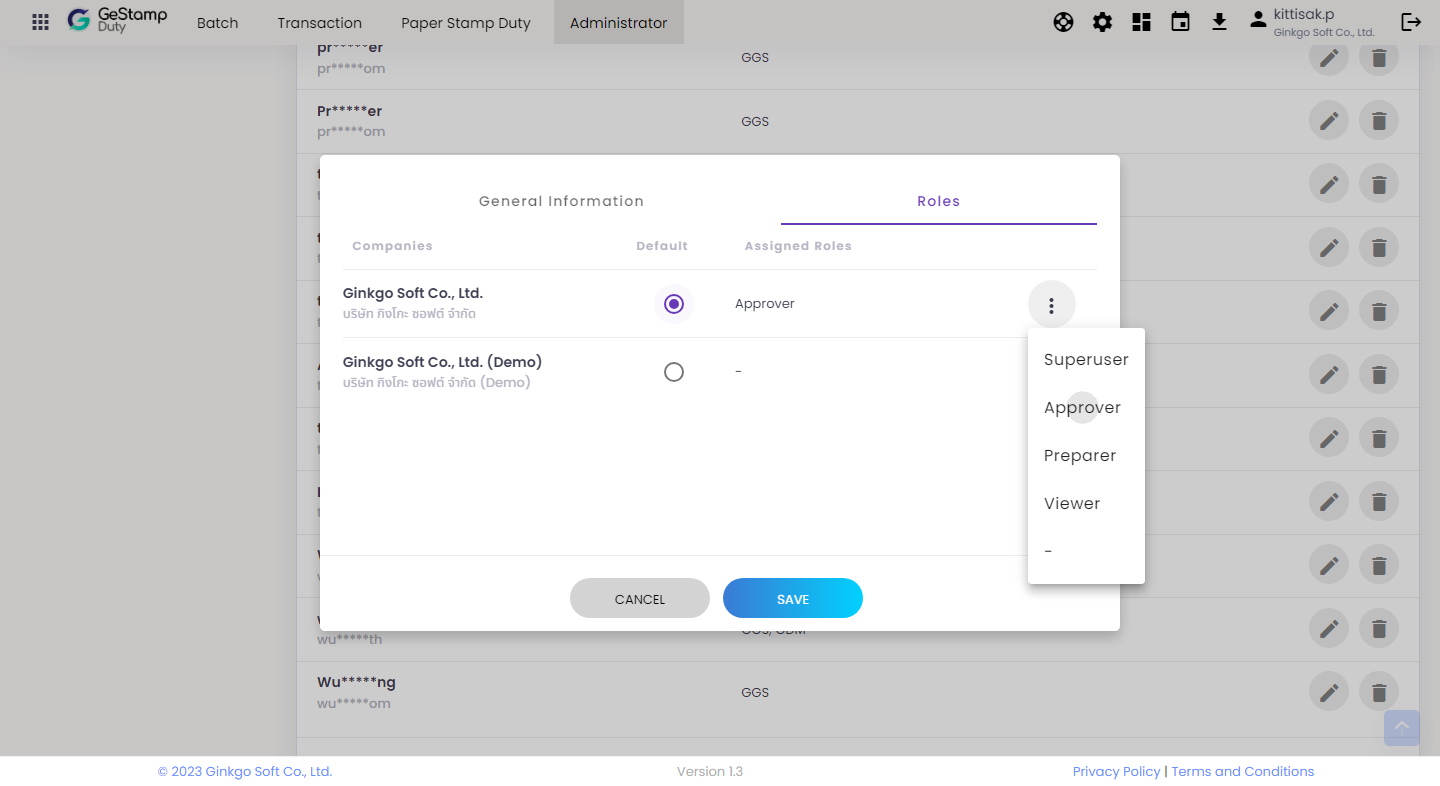 GeStamp
Duty
Batch
Transaction
Paper Stamp Duty
Administrator
kittisak.p
Ginkgo Soft Co., Ltd.
pr*****er
pr*****om
GGS
Pr*****er
pr*****om
GGS
General Information
Roles
Companies
Default
Assigned Roles
Ginkgo Soft Co., Ltd.
บริษัท กิงโกะ ซอฟต์ จำกัด
Approver
Ginkgo Soft Co., Ltd. (Demo)
บริษัท กิงโกะ ซอฟต์ จำกัด (Demo)
-
Superuser
Approver
Preparer
Viewer
-
CANCEL
SAVE
wu*****th
GGS, GDM
Wu*****ng
wu*****om
GGS
© 2023 Ginkgo Soft Co., Ltd.
Version 1.3
Privacy Policy | Terms and Conditions